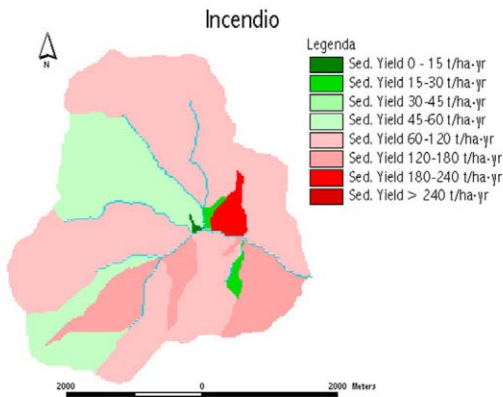 Incendio
N
Legenda
Sed. Yield 0 - 15 t/ha·yr
Sed. Yield 15-30 t/ha·yr
Sed. Yield 30-45 t/ha·yr
Sed. Yield 45-60 t/ha·yr
Sed. Yield 60-120 t/ha·yr
Sed. Yield 120-180 t/ha·yr
Sed. Yield 180-240 t/ha·yr
Sed. Yield > 240 t/ha·yr
2000 0 2000 Meters